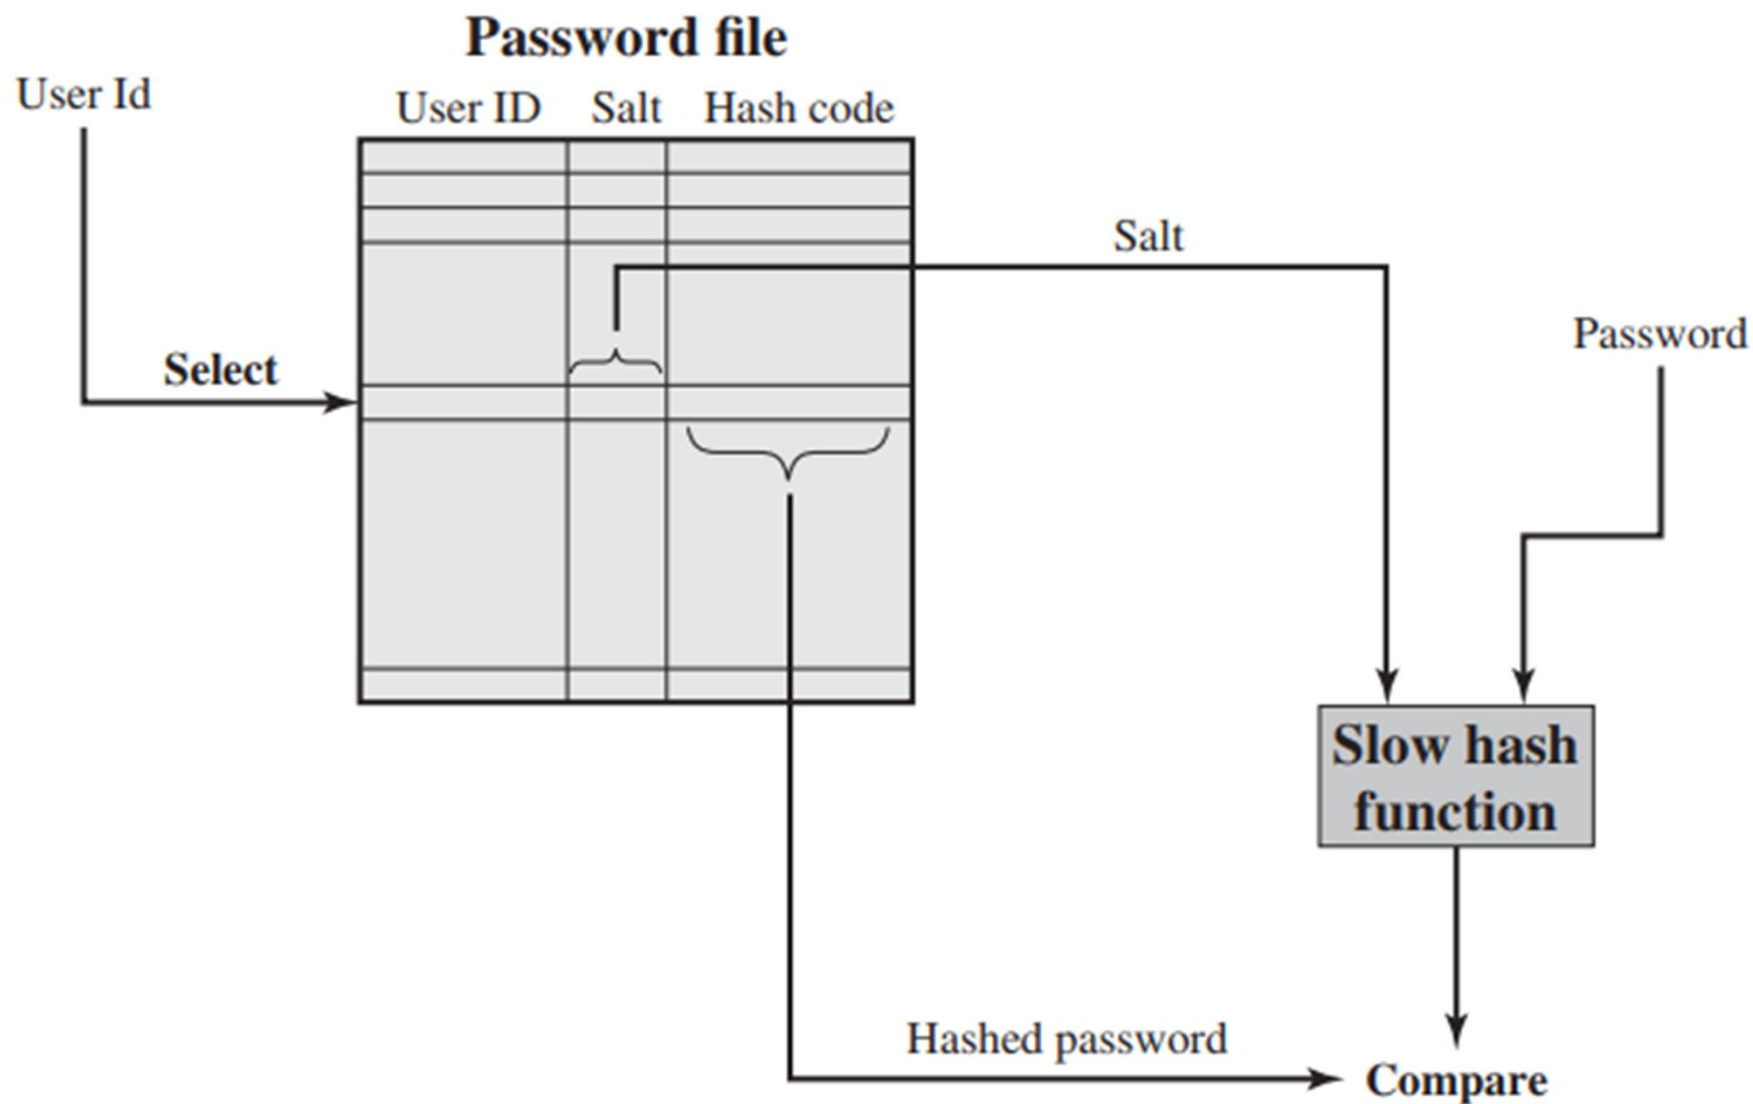 Password file
User Id
User ID
Salt
Hash code
Salt
Select
Password
Slow hash
function
Hashed password
Compare